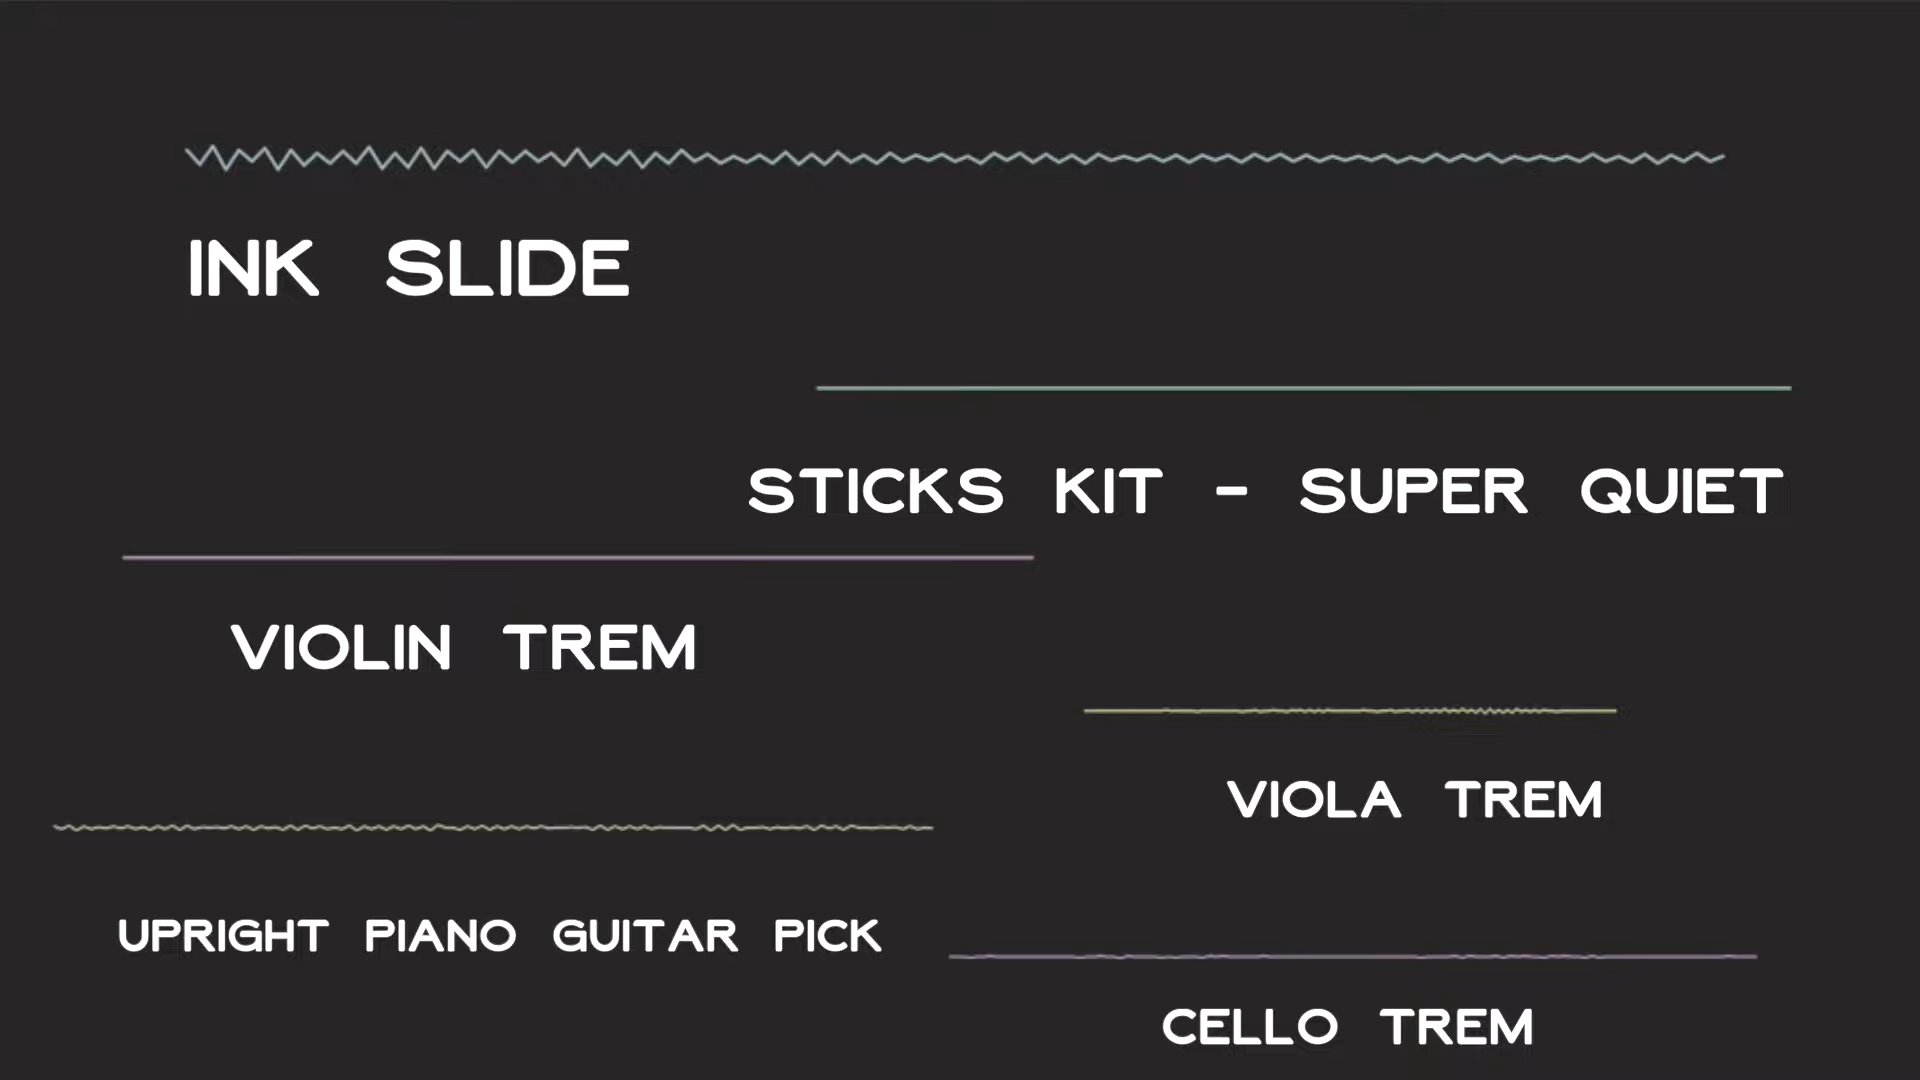 INK SLIDE
STICKS KIT - SUPER QUIET
VIOLIN TREM
VIOLA TREM
UPRIGHT PIANO GUITAR PICK
CELLO TREM